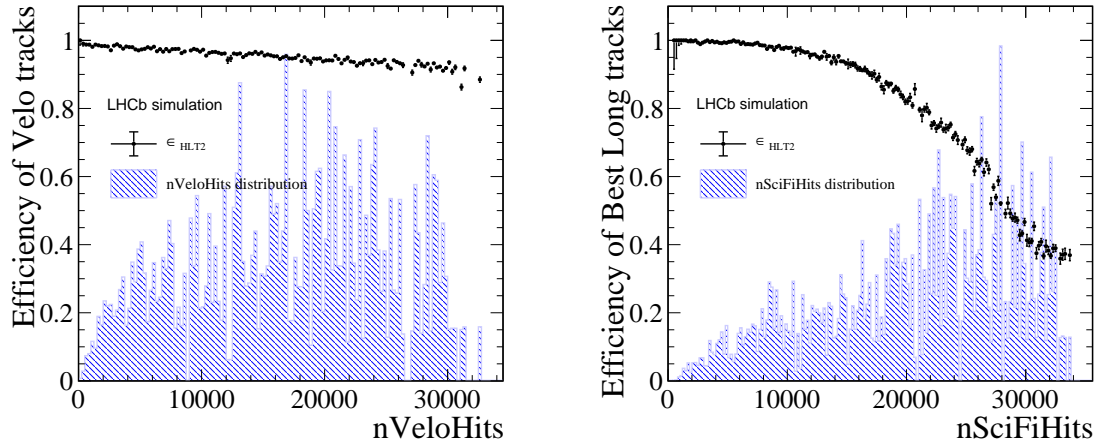 Efficiency of Velo tracks
1
0.8
0.6
0.4
0.2
0
LHCb simulation
∈ HLT2
nVeloHits distribution
0 10000 20000 30000
nVeloHits
Efficiency of Best Long tracks
1
0.8
0.6
0.4
0.2
0
LHCb simulation
∈ HLT2
nSciFiHits distribution
0 10000 20000 30000
nSciFiHits